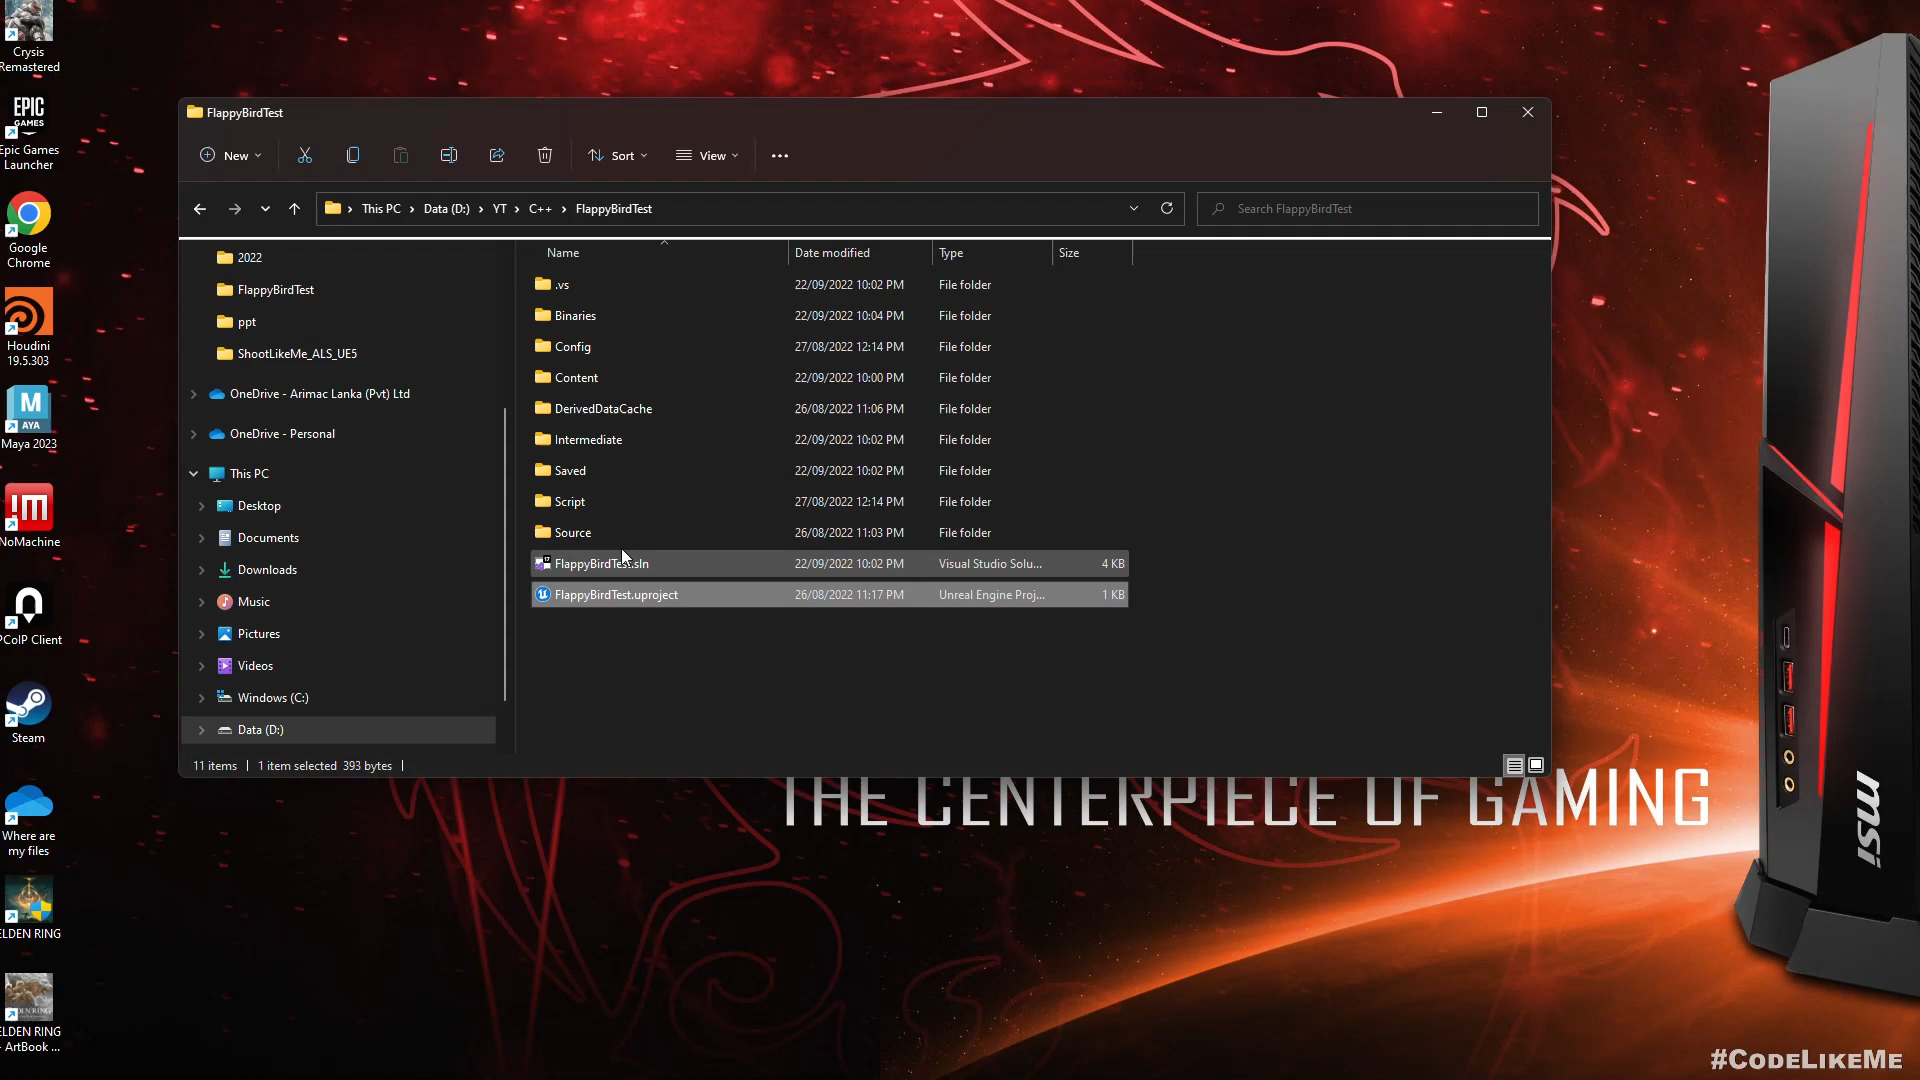 Crysis
Remastered
EPIC
GAMES
Epic Games
Launcher
Google
Chrome
Houdini
19.5.303
M
AYA
Maya 2023
!M
NoMachine
PCoIP Client
Steam
Where are
my files
ELDEN RING
ELDEN RING
- ArtBook ...
FlappyBirdTest
New
Sort
View
This PC > Data (D:) > YT > C++ > FlappyBirdTest
Search FlappyBirdTest
2022
FlappyBirdTest
ppt
ShootLikeMe_ALS_UE5
OneDrive - Arimac Lanka (Pvt) Ltd
OneDrive - Personal
This PC
Desktop
Documents
Downloads
Music
Pictures
Videos
Windows (C:)
Data (D:)
Name Date modified Type Size
.vs 22/09/2022 10:02 PM File folder
Binaries 22/09/2022 10:04 PM File folder
Config 27/08/2022 12:14 PM File folder
Content 22/09/2022 10:00 PM File folder
DerivedDataCache 26/08/2022 11:06 PM File folder
Intermediate 22/09/2022 10:02 PM File folder
Saved 22/09/2022 10:02 PM File folder
Script 27/08/2022 12:14 PM File folder
Source 26/08/2022 11:03 PM File folder
FlappyBirdTest.sln 22/09/2022 10:02 PM Visual Studio Solu... 4 KB
FlappyBirdTest.uproject 26/08/2022 11:17 PM Unreal Engine Proj... 1 KB
11 items 1 item selected 393 bytes
THE CENTERPIECE OF GAMING
msi
#CODELIKEME